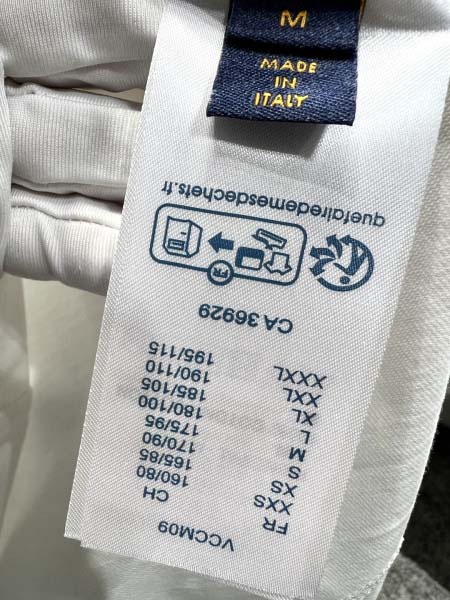 M
MADE
IN
ITALY
VCCM09
FR CH
XXS 160/80
XS 165/85
S 170/90
M 175/95
L 180/100
XL 185/105
XXL 190/110
XXXL 195/115
CA 36929
FR
quefairedemesdechets.fr